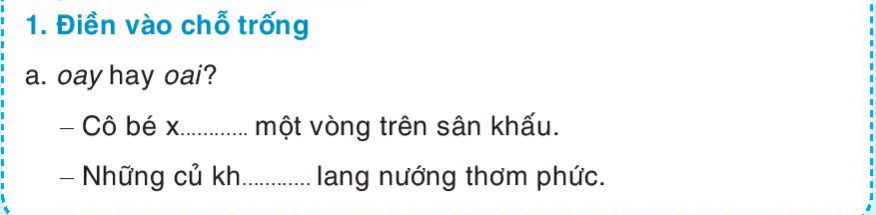 1. Điền vào chỗ trống
a. oay hay oai?
– Cô bé x............ một vòng trên sân khấu.
– Những củ kh............ lang nướng thơm phức.